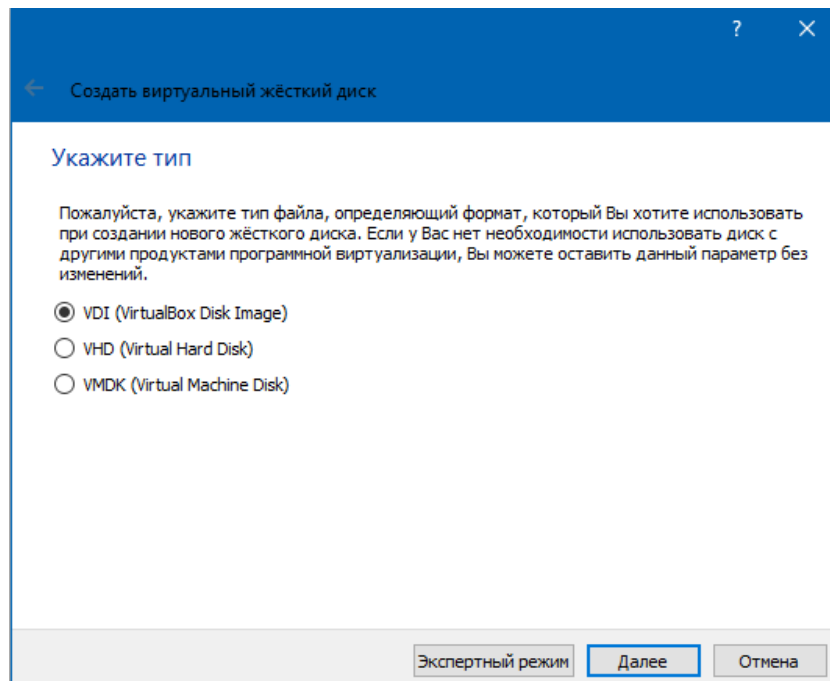 ?
Создать виртуальный жёсткий диск
Укажите тип
Пожалуйста, укажите тип файла, определяющий формат, который Вы хотите использовать
при создании нового жёсткого диска. Если у Вас нет необходимости использовать диск с
другими продуктами программной виртуализации, Вы можете оставить данный параметр без
изменений.
VDI (VirtualBox Disk Image)
VHD (Virtual Hard Disk)
VMDK (Virtual Machine Disk)
Экспертный режим Далее Отмена